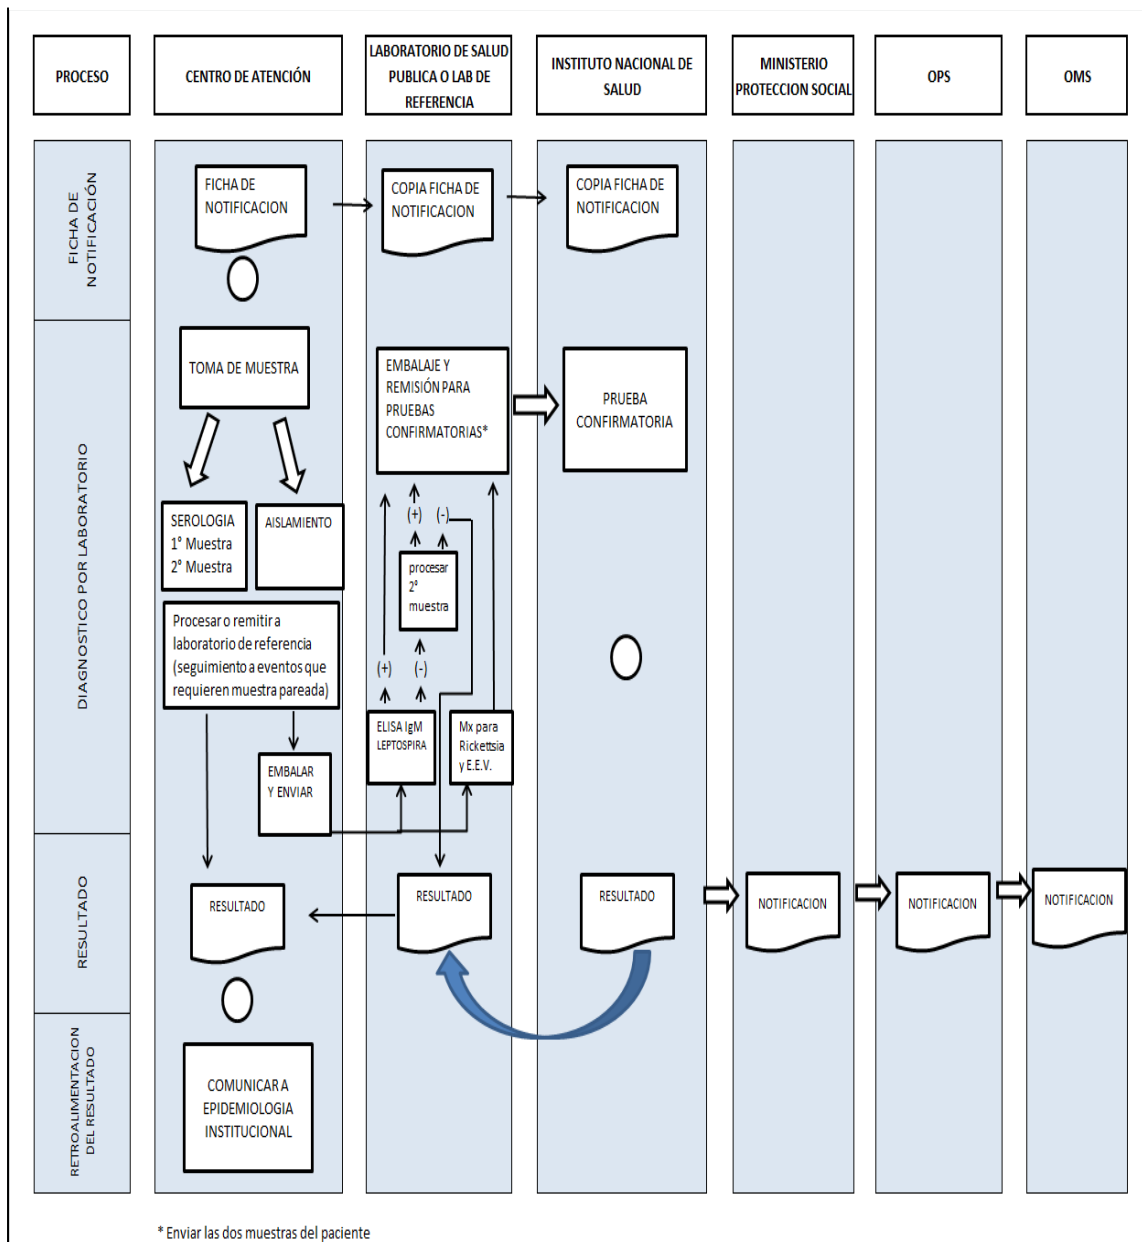 PROCESO
CENTRO DE ATENCIÓN
LABORATORIO DE SALUD
PUBLICA O LAB DE
REFERENCIA
INSTITUTO NACIONAL DE
SALUD
MINISTERIO
PROTECCION SOCIAL
OPS
OMS
FICHA DE
NOTIFICACIÓN
FICHA DE
NOTIFICACION
COPIA FICHA DE
NOTIFICACION
COPIA FICHA DE
NOTIFICACION
DIAGNOSTICO POR LABORATORIO
TOMA DE MUESTRA
EMBALAJE Y
REMISIÓN PARA
PRUEBAS
CONFIRMATORIAS*
PRUEBA
CONFIRMATORIA
SEROLOGIA
1° Muestra
2° Muestra
AISLAMIENTO
(+)
(-)
procesar
2°
muestra
Procesar o remitir a
laboratorio de referencia
(seguimiento a eventos que
requieren muestra pareada)
(+)
(-)
ELISA IgM
LEPTOSPIRA
Mx para
Rickettsia
y E.E.V.
EMBALAR
Y ENVIAR
RESULTADO
RESULTADO
RESULTADO
RESULTADO
NOTIFICACION
NOTIFICACION
NOTIFICACION
RETROALIMENTACION
DEL RESULTADO
COMUNICAR A
EPIDEMIOLOGIA
INSTITUCIONAL
* Enviar las dos muestras del paciente